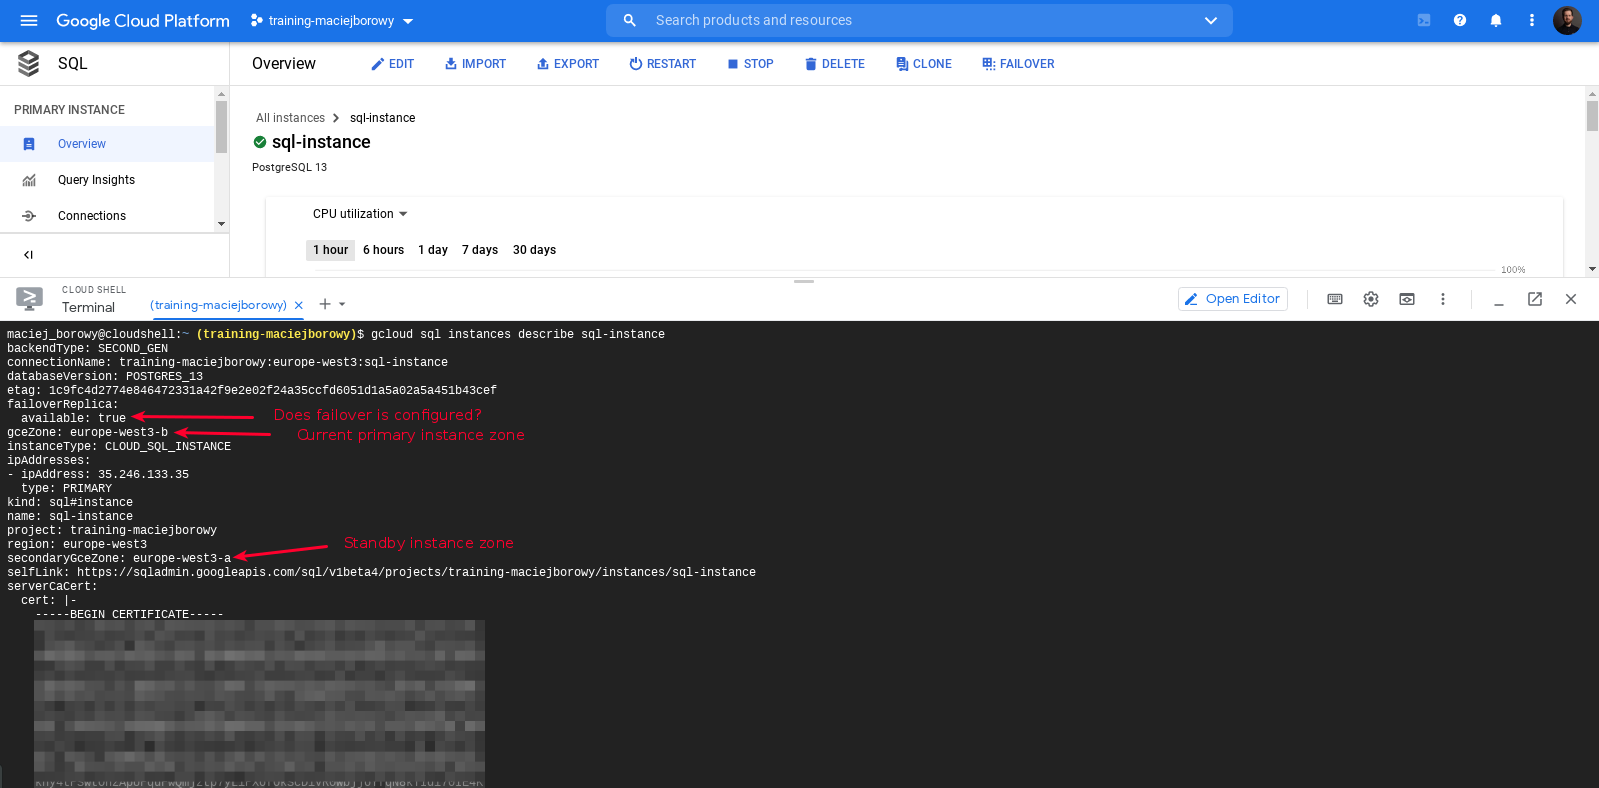 Google Cloud Platform
training-maciejborowy
Search products and resources
SQL
Overview
EDIT
IMPORT
EXPORT
RESTART
STOP
DELETE
CLONE
FAILOVER
PRIMARY INSTANCE
Overview
Query Insights
Connections
All instances
sql-instance
sql-instance
PostgreSQL 13
CPU utilization
1 hour
6 hours
1 day
7 days
30 days
100%
CLOUD SHELL
Terminal
(training-maciejborowy)
Open Editor
maciej_borowy@cloudshell:~ (training-maciejborowy)$ gcloud sql instances describe sql-instance
backendType: SECOND_GEN
connectionName: training-maciejborowy:europe-west3:sql-instance
databaseVersion: POSTGRES_13
etag: 1c9fc4d2774e846472331a42f9e2e02f24a35ccfd6051d1a5a02a5a451b43cef
failoverReplica:
available: true
Does failover is configured?
gceZone: europe-west3-b
Current primary instance zone
instanceType: CLOUD_SQL_INSTANCE
ipAddresses:
- ipAddress: 35.246.133.35
type: PRIMARY
kind: sql#instance
name: sql-instance
project: training-maciejborowy
region: europe-west3
Standby instance zone
secondaryGceZone: europe-west3-a
selfLink: https://sqladmin.googleapis.com/sql/v1beta4/projects/training-maciejborowy/instances/sql-instance
serverCaCert:
cert: |-
-----BEGIN CERTIFICATE-----